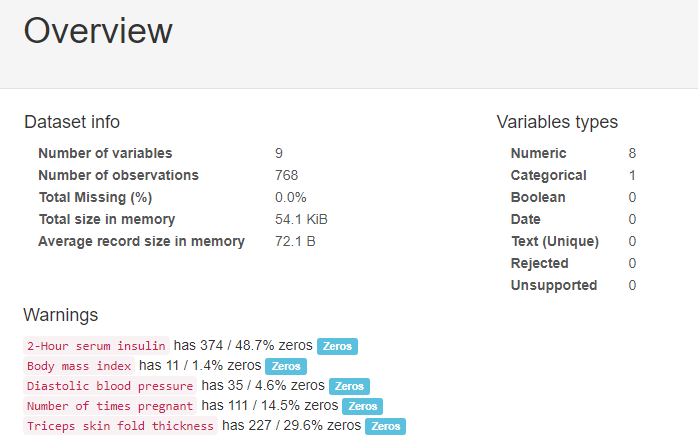 Overview
Dataset info
Number of variables 9
Number of observations 768
Total Missing (%) 0.0%
Total size in memory 54.1 KiB
Average record size in memory 72.1 B
Variables types
Numeric 8
Categorical 1
Boolean 0
Date 0
Text (Unique) 0
Rejected 0
Unsupported 0
Warnings
2-Hour serum insulin has 374 / 48.7% zeros Zeros
Body mass index has 11 / 1.4% zeros Zeros
Diastolic blood pressure has 35 / 4.6% zeros Zeros
Number of times pregnant has 111 / 14.5% zeros Zeros
Triceps skin fold thickness has 227 / 29.6% zeros Zeros